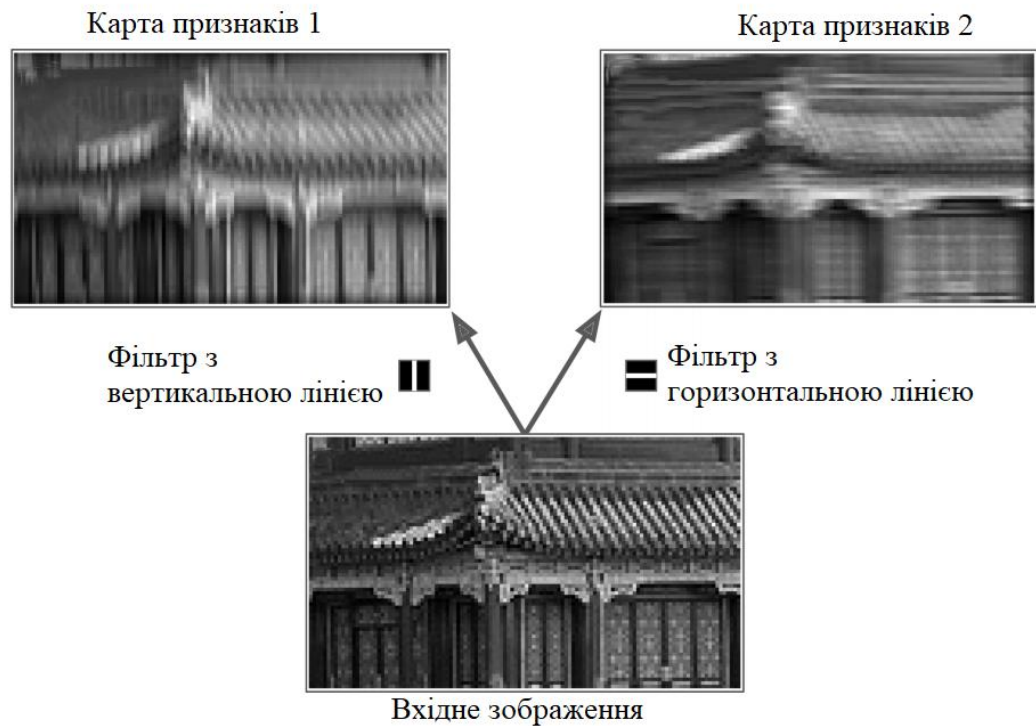 Карта признаків 1
Карта признаків 2
Фільтр з
вертикальною лінією
Фільтр з
горизонтальною лінією
Вхідне зображення